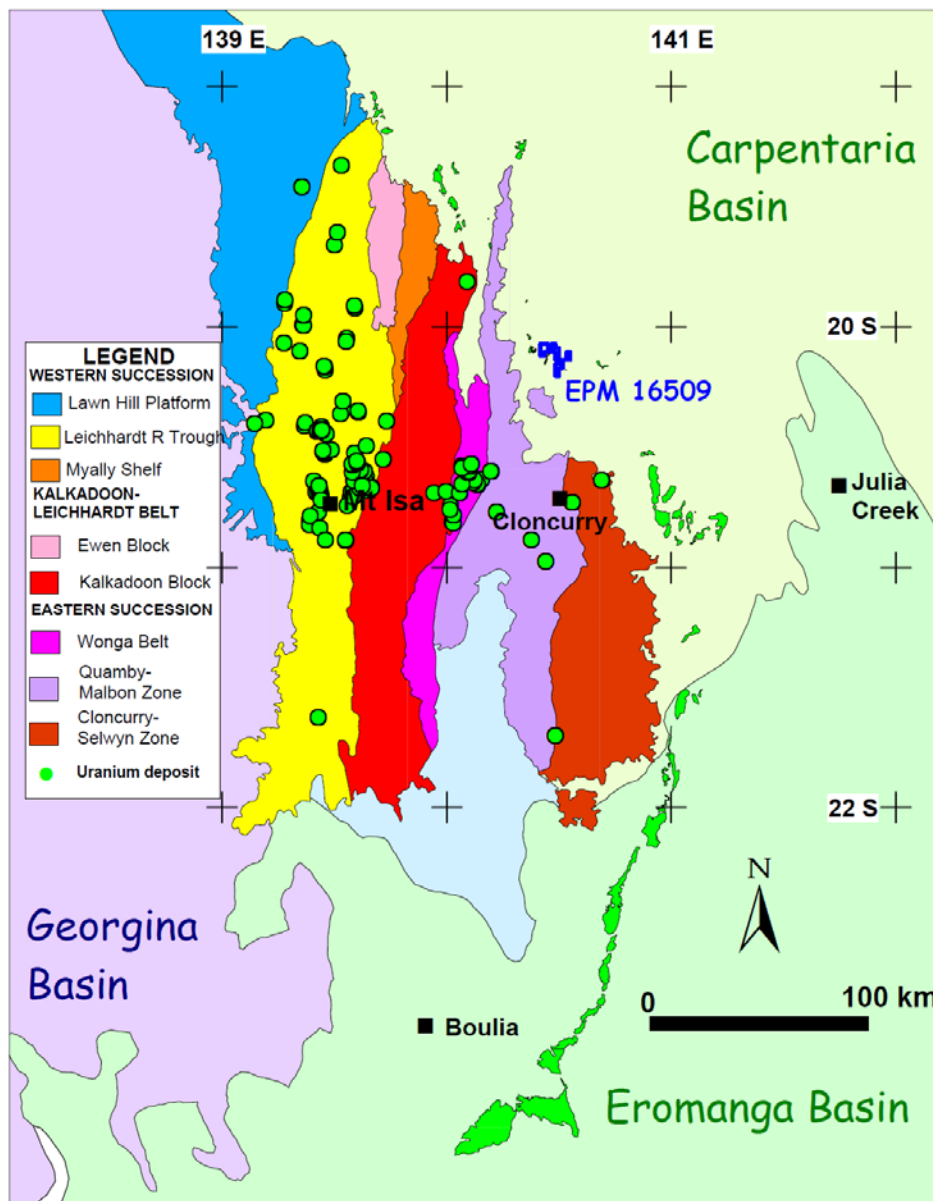 139 E
141 E
Carpentaria
Basin
20 S
EPM 16509
LEGEND
WESTERN SUCCESSION
Lawn Hill Platform
Leichhardt R Trough
Myally Shelf
KALKADOON-
LEICHHARDT BELT
Ewen Block
Kalkadoon Block
EASTERN SUCCESSION
Wonga Belt
Quamby-
Malbon Zone
Cloncurry-
Selwyn Zone
Uranium deposit
Mt Isa
Cloncurry
Julia
Creek
22 S
N
Georgina
Basin
0
100 km
Boulia
Eromanga Basin